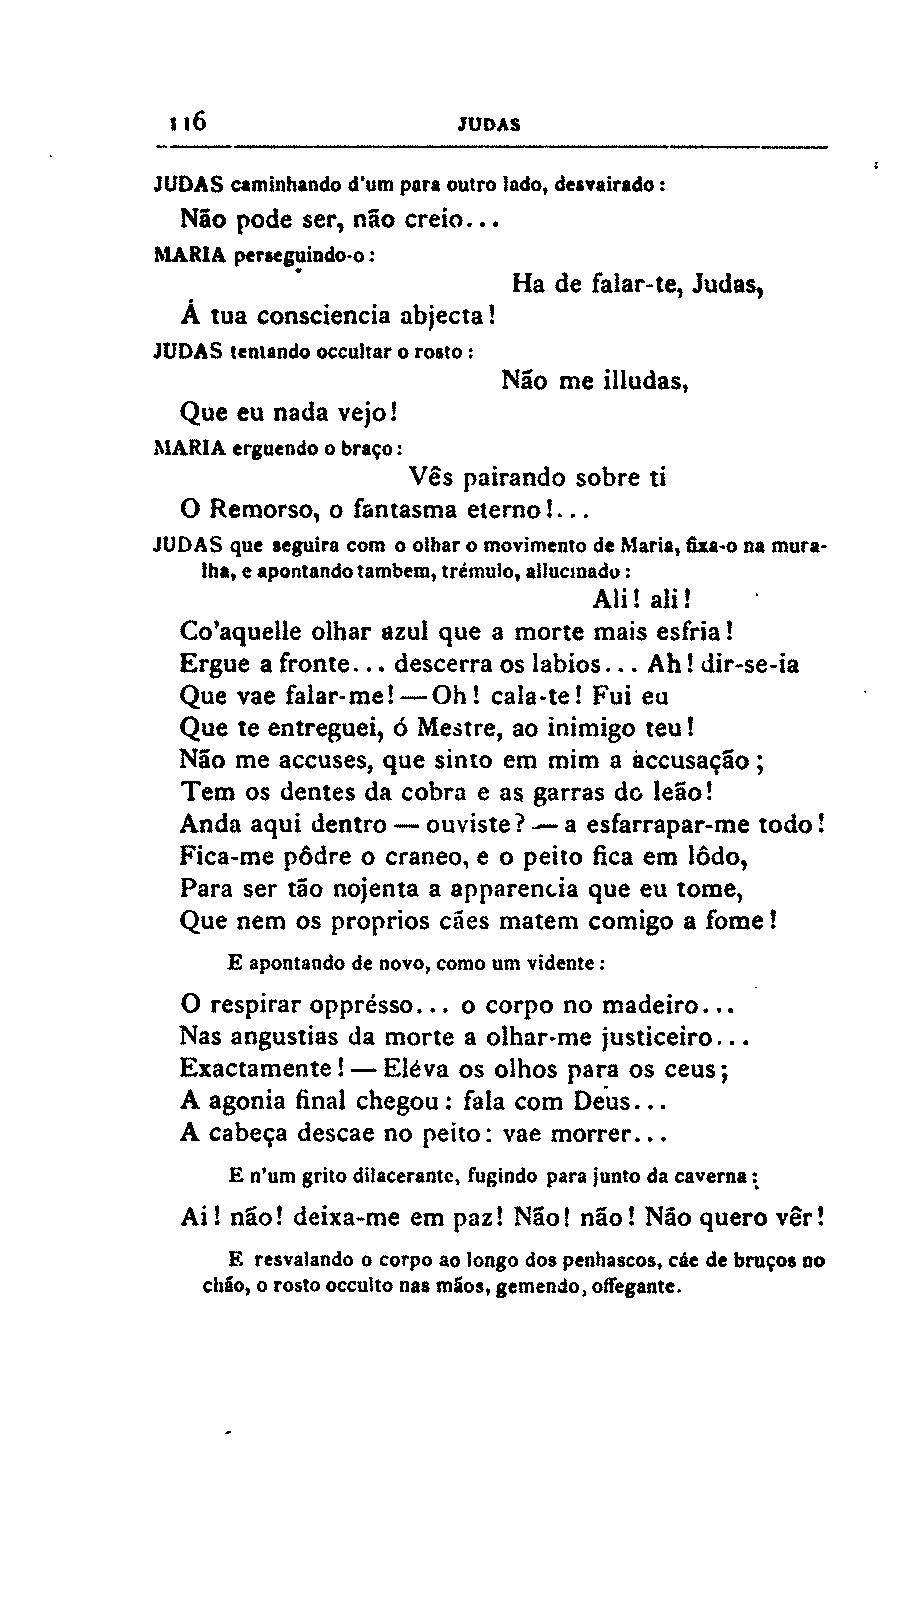 116 JUDAS
JUDAS caminhando d'um para outro lado, desvairado:
Não pode ser, não creio...
MARIA perseguindo-o:
Ha de falar-te, Judas,
Á tua consciencia abjecta!
JUDAS tentando occultar o rosto:
Não me illudas,
Que eu nada vejo!
MARIA erguendo o braço:
Vês pairando sobre ti
O Remorso, o fantasma eterno!...
JUDAS que seguira com o olhar o movimento de Maria, fixa-o na mura-
lha, e apontando tambem, trémulo, allucinado:
Ali! ali!
Co'aquelle olhar azul que a morte mais esfria!
Ergue a fronte... descerra os labios... Ah! dir-se-ia
Que vae falar-me! — Oh! cala-te! Fui eu
Que te entreguei, ó Mestre, ao inimigo teu!
Não me accuses, que sinto em mim a accusação;
Tem os dentes da cobra e as garras do leão!
Anda aqui dentro — ouviste? — a esfarrapar-me todo!
Fica-me pôdre o craneo, e o peito fica em lôdo,
Para ser tão nojenta a apparencia que eu tome,
Que nem os proprios cães matem comigo a fome!
E apontando de novo, como um vidente:
O respirar opprésso... o corpo no madeiro...
Nas angustias da morte a olhar-me justiceiro...
Exactamente! — Eléva os olhos para os ceus;
A agonia final chegou: fala com Deus...
A cabeça descae no peito: vae morrer...
E n'um grito dilacerante, fugindo para junto da caverna:
Ai! não! deixa-me em paz! Não! não! Não quero vêr!
E resvalando o corpo ao longo dos penhascos, cáe de bruços no
chão, o rosto occulto nas mãos, gemendo, offegante.